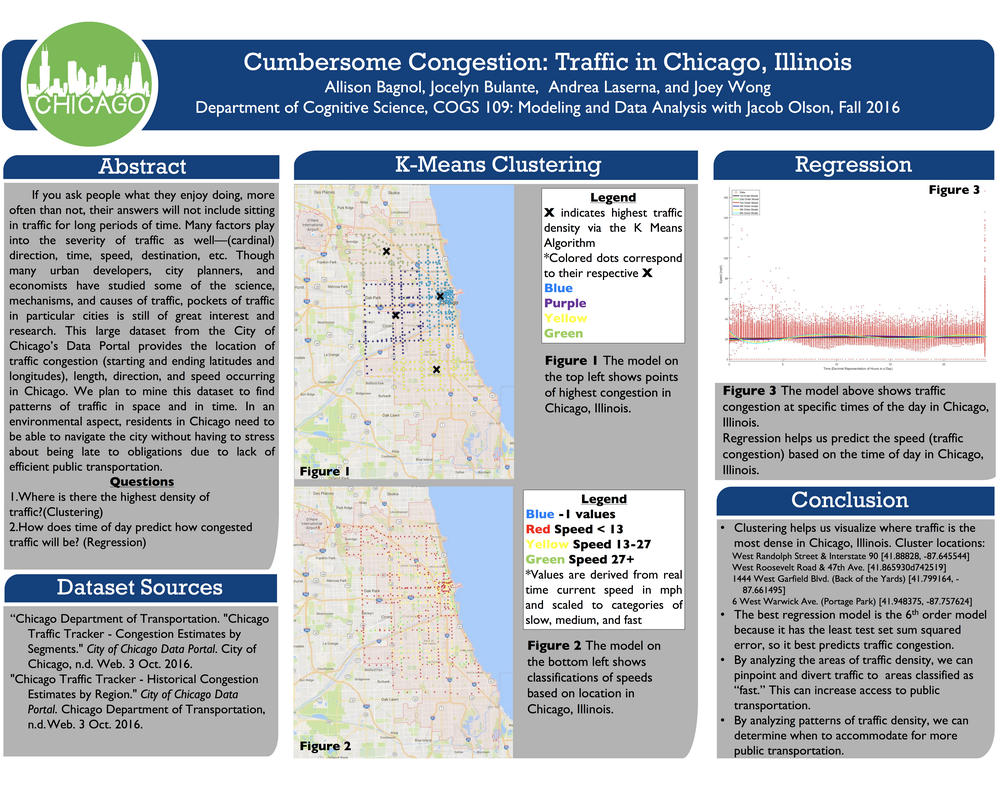 CHICAGO
Cumbersome Congestion: Traffic in Chicago, Illinois
Allison Bagnol, Jocelyn Bulante, Andrea Laserna, and Joey Wong
Department of Cognitive Science, COGS 109: Modeling and Data Analysis with Jacob Olson, Fall 2016
Abstract
If you ask people what they enjoy doing, more
often than not, their answers will not include sitting
in traffic for long periods of time. Many factors play
into the severity of traffic as well—(cardinal)
direction, time, speed, destination, etc. Though
many urban developers, city planners, and
economists have studied some of the science,
mechanisms, and causes of traffic, pockets of traffic
in particular cities is still of great interest and
research. This large dataset from the City of
Chicago's Data Portal provides the location of
traffic congestion (starting and ending latitudes and
longitudes), length, direction, and speed occurring
in Chicago. We plan to mine this dataset to find
patterns of traffic in space and in time. In an
environmental aspect, residents in Chicago need to
be able to navigate the city without having to stress
about being late to obligations due to lack of
efficient public transportation.
Questions
1.Where is there the highest density of
traffic?(Clustering)
2.How does time of day predict how congested
traffic will be? (Regression)
Dataset Sources
“Chicago Department of Transportation. "Chicago
Traffic Tracker - Congestion Estimates by
Segments." City of Chicago Data Portal. City of
Chicago, n.d. Web. 3 Oct. 2016.
"Chicago Traffic Tracker - Historical Congestion
Estimates by Region." City of Chicago Data
Portal. Chicago Department of Transportation,
n.d. Web. 3 Oct. 2016.
K-Means Clustering
Figure 1
Legend
X indicates highest traffic
density via the K Means
Algorithm
*Colored dots correspond
to their respective X
Blue
Purple
Yellow
Green
Figure 1 The model on
the top left shows points
of highest congestion in
Chicago, Illinois.
Figure 2
Legend
Blue -1 values
Red Speed < 13
Yellow Speed 13-27
Green Speed 27+
*Values are derived from real
time current speed in mph
and scaled to categories of
slow, medium, and fast
Figure 2 The model on
the bottom left shows
classifications of speeds
based on location in
Chicago, Illinois.
Regression
Figure 3
Time (Decimal Representation of Hours in a Day)
Figure 3 The model above shows traffic
congestion at specific times of the day in Chicago,
Illinois.
Regression helps us predict the speed (traffic
congestion) based on the time of day in Chicago,
Illinois.
Conclusion
• Clustering helps us visualize where traffic is the
most dense in Chicago, Illinois. Cluster locations:
West Randolph Street & Interstate 90 [41.88828, -87.645544]
West Roosevelt Road & 47th Ave. [41.865930d742519]
1444 West Garfield Blvd. (Back of the Yards) [41.799164, -
87.661495]
6 West Warwick Ave. (Portage Park) [41.948375, -87.757624]
• The best regression model is the 6th order model
because it has the least test set sum squared
error, so it best predicts traffic congestion.
• By analyzing the areas of traffic density, we can
pinpoint and divert traffic to areas classified as
“fast.” This can increase access to public
transportation.
• By analyzing patterns of traffic density, we can
determine when to accommodate for more
public transportation.